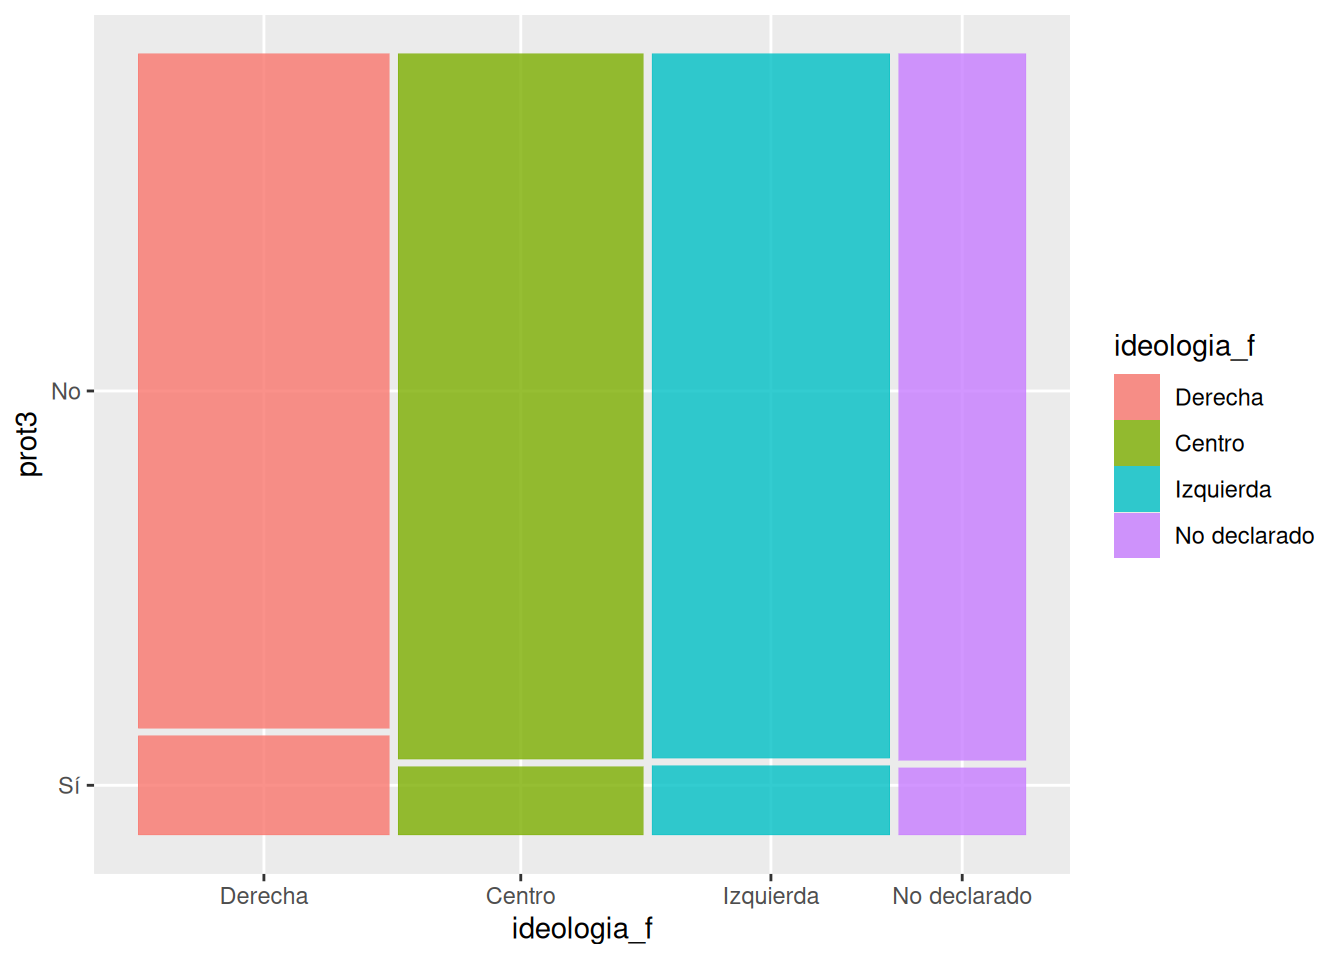 No
Sí
prot3
Derecha
Centro
Izquierda
No declarado
ideologia_f
ideologia_f
Derecha
Centro
Izquierda
No declarado